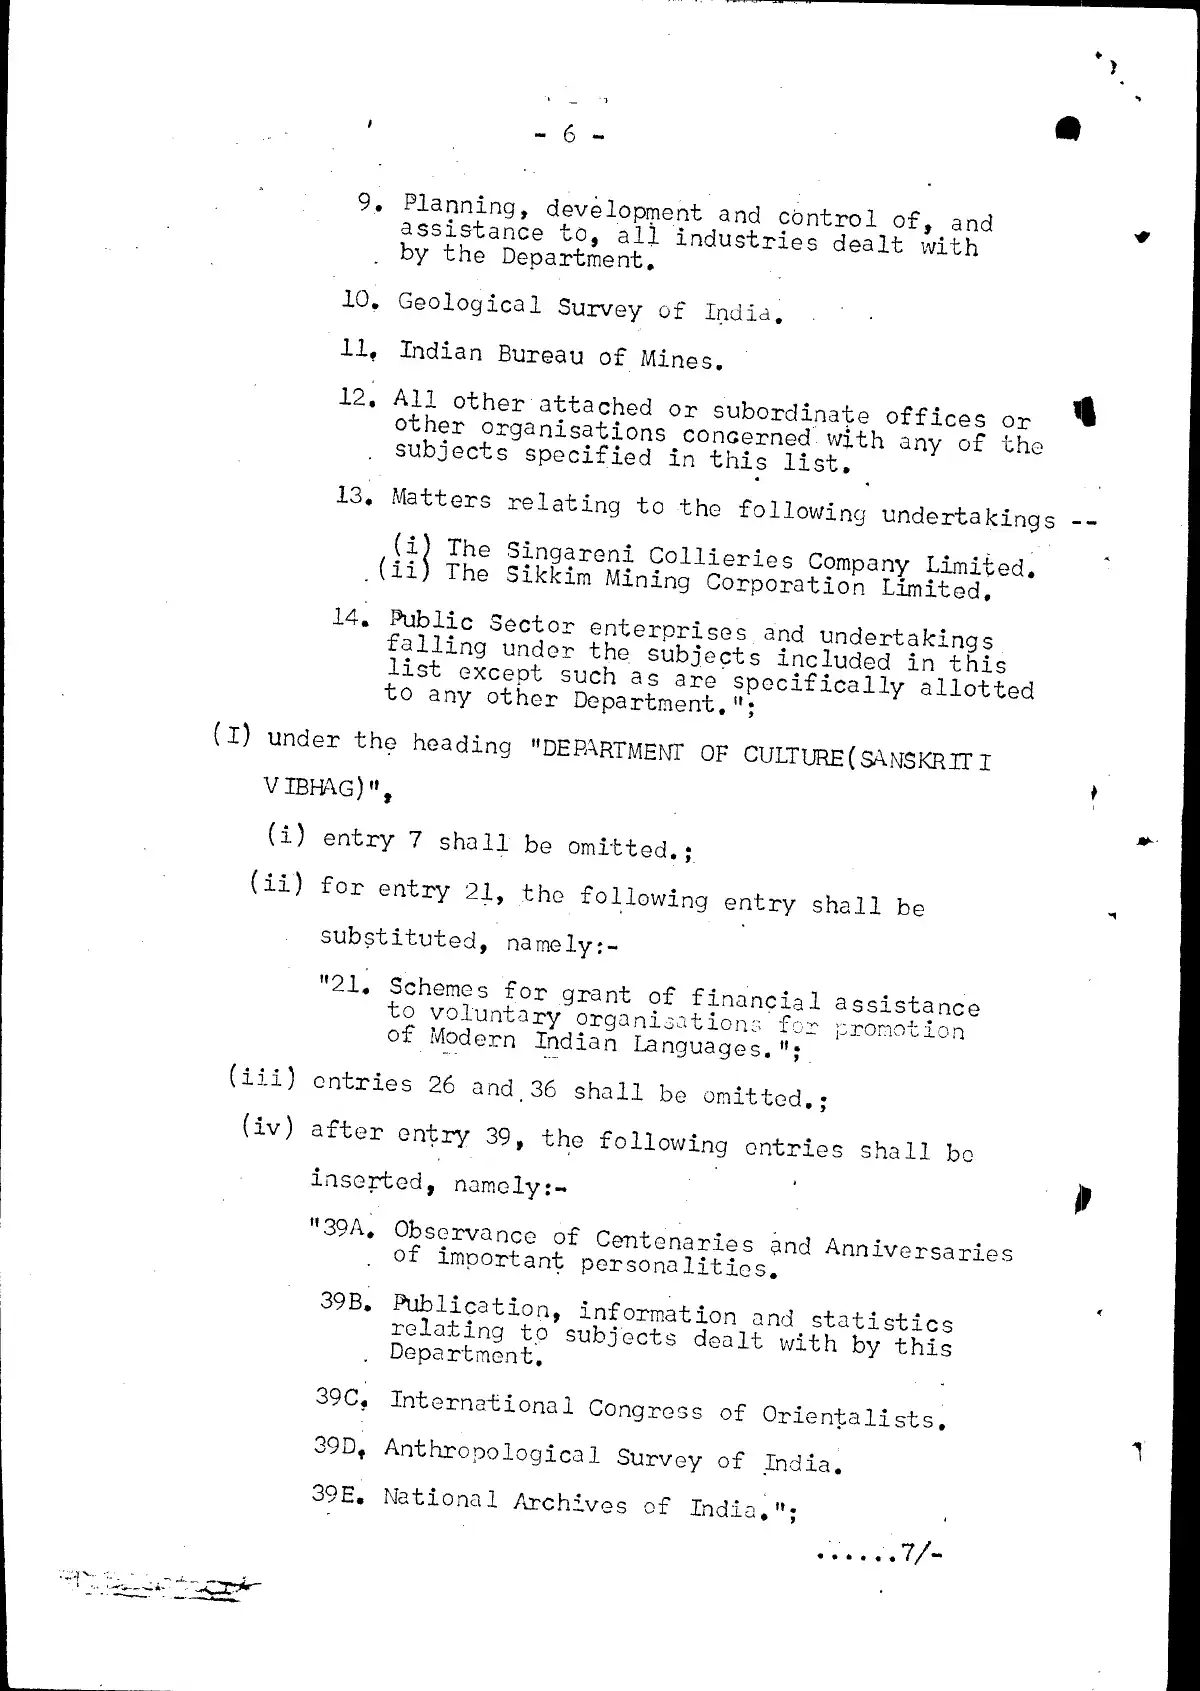 - 6 -
9. Planning, development and control of, and
assistance to, all industries dealt with
by the Department.
10. Geological Survey of India.
11. Indian Bureau of Mines.
12. All other attached or subordinate offices or
other organisations concerned with any of the
subjects specified in this list.
13. Matters relating to the following undertakings --
(i) The Singareni Collieries Company Limited.
(ii) The Sikkim Mining Corporation Limited.
14. Public Sector enterprises and undertakings
falling under the subjects included in this
list except such as are specifically allotted
to any other Department.";
(I) under the heading "DEPARTMENT OF CULTURE(SANSKRITI
VIBHAG)",
(i) entry 7 shall be omitted.;
(ii) for entry 21, the following entry shall be
substituted, namely:-
"21. Schemes for grant of financial assistance
to voluntary organisations for promotion
of Modern Indian Languages.";
(iii) entries 26 and 36 shall be omitted.;
(iv) after entry 39, the following entries shall be
inserted, namely:-
"39A. Observance of Centenaries and Anniversaries
of important personalities.
39B. Publication, information and statistics
relating to subjects dealt with by this
Department.
39C. International Congress of Orientalists.
39D. Anthropological Survey of India.
39E. National Archives of India.";
......7/-